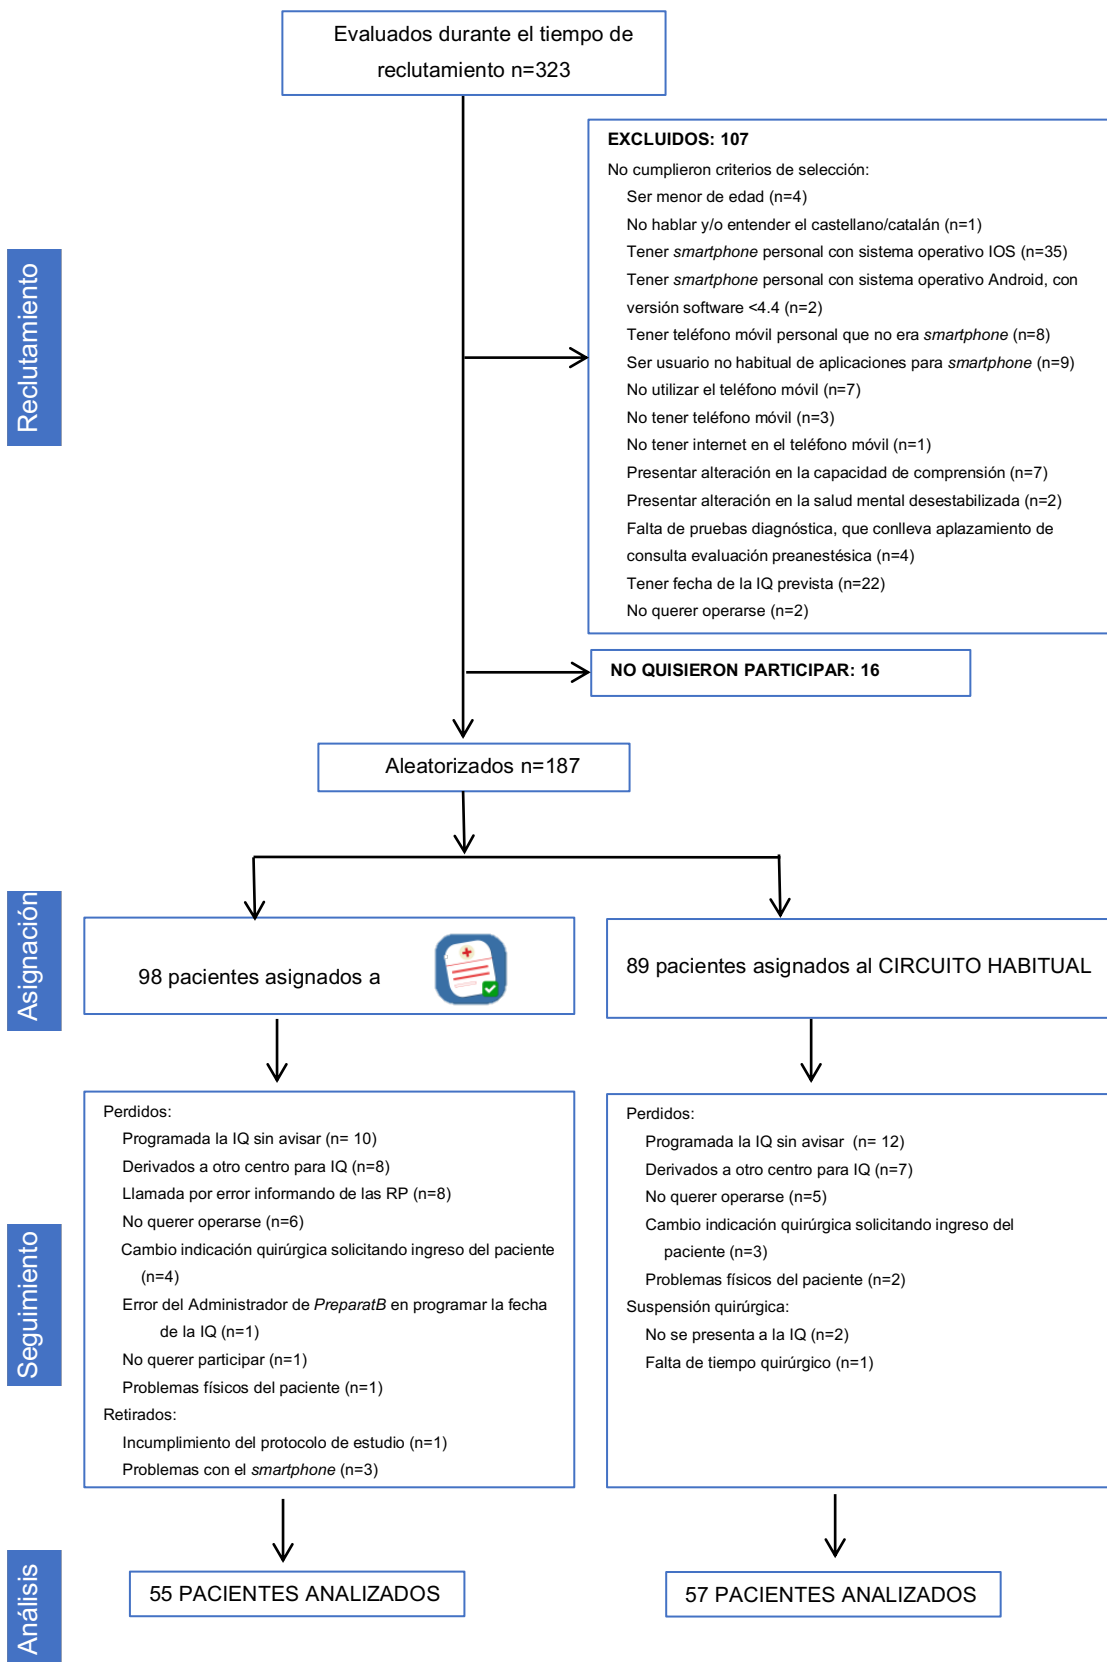 Evaluados durante el tiempo de
reclutamiento n=323
Reclutamiento
EXCLUIDOS: 107
No cumplieron criterios de selección:
Ser menor de edad (n=4)
No hablar y/o entender el castellano/catalán (n=1)
Tener smartphone personal con sistema operativo IOS (n=35)
Tener smartphone personal con sistema operativo Android, con
versión software <4.4 (n=2)
Tener teléfono móvil personal que no era smartphone (n=8)
Ser usuario no habitual de aplicaciones para smartphone (n=9)
No utilizar el teléfono móvil (n=7)
No tener teléfono móvil (n=3)
No tener internet en el teléfono móvil (n=1)
Presentar alteración en la capacidad de comprensión (n=7)
Presentar alteración en la salud mental desestabilizada (n=2)
Falta de pruebas diagnóstica, que conlleva aplazamiento de
consulta evaluación preanestésica (n=4)
Tener fecha de la IQ prevista (n=22)
No querer operarse (n=2)
NO QUISIERON PARTICIPAR: 16
Aleatorizados n=187
Asignación
98 pacientes asignados a
89 pacientes asignados al CIRCUITO HABITUAL
Seguimiento
Perdidos:
Programada la IQ sin avisar (n= 10)
Derivados a otro centro para IQ (n=8)
Llamada por error informando de las RP (n=8)
No querer operarse (n=6)
Cambio indicación quirúrgica solicitando ingreso del paciente
(n=4)
Error del Administrador de PreparatB en programar la fecha
de la IQ (n=1)
No querer participar (n=1)
Problemas físicos del paciente (n=1)
Retirados:
Incumplimiento del protocolo de estudio (n=1)
Problemas con el smartphone (n=3)
Perdidos:
Programada la IQ sin avisar (n= 12)
Derivados a otro centro para IQ (n=7)
No querer operarse (n=5)
Cambio indicación quirúrgica solicitando ingreso del
paciente (n=3)
Problemas físicos del paciente (n=2)
Suspensión quirúrgica:
No se presenta a la IQ (n=2)
Falta de tiempo quirúrgico (n=1)
Análisis
55 PACIENTES ANALIZADOS
57 PACIENTES ANALIZADOS